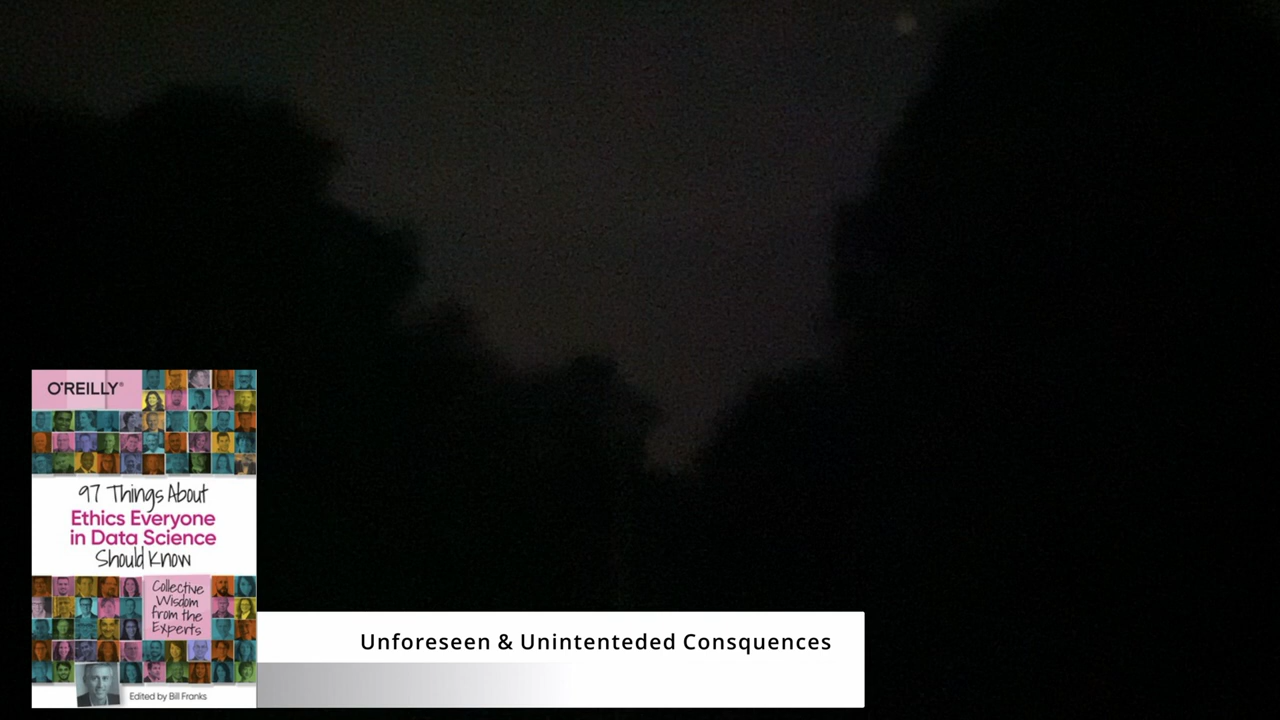 O'REILLY®
97 Things About
Ethics Everyone
in Data Science
Should Know
Collective
Wisdom
from the
Experts
Edited by Bill Franks
Unforeseen & Unintenteded Consquences